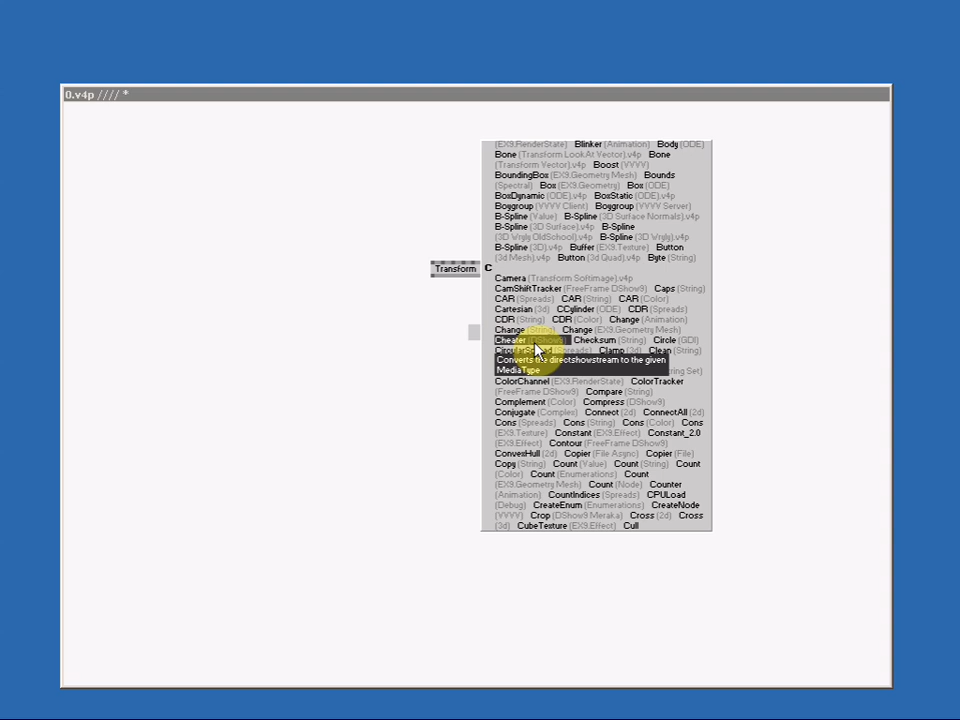 0.v4p //// *
(EX9.RenderState) Blinker (Animation) Body (ODE)
Bone (Transform LookAt Vector).v4p Bone
(Transform Vector).v4p Boost (VVVV)
BoundingBox (EX9.Geometry Mesh) Bounds
(Spectral) Box (EX9.Geometry) Box (ODE)
BoxDynamic (ODE).v4p BoxStatic (ODE).v4p
Boygroup (VVVV Client) Boygroup (VVVV Server)
B-Spline (Value) B-Spline (3D Surface Normals).v4p
B-Spline (3D Surface).v4p B-Spline
(3D Wryly OldSchool).v4p B-Spline (3D Wryly).v4p
B-Spline (3D).v4p Buffer (EX9.Texture) Button
(3d Mesh).v4p Button (3d Quad).v4p Byte (String)
Transform
C
Camera (Transform Softimage).v4p
CamShiftTracker (FreeFrame DShow9) Caps (String)
CAR (Spreads) CAR (String) CAR (Color)
Cartesian (3d) CCylinder (ODE) CDR (Spreads)
CDR (String) CDR (Color) Change (Animation)
Change (String) Change (EX9.Geometry Mesh)
Cheater (DShow9) Checksum (String) Circle (GDI)
Clamp (3d) Clean (String)
Converts the directshowstream to the given
MediaType
String Set)
ColorChannel (EX9.RenderState) ColorTracker
(FreeFrame DShow9) Compare (String)
Complement (Color) Compress (DShow9)
Conjugate (Complex) Connect (2d) ConnectAll (2d)
Cons (Spreads) Cons (String) Cons (Color) Cons
(EX9.Texture) Constant (EX9.Effect) Constant_2.0
(EX9.Effect) Contour (FreeFrame DShow9)
ConvexHull (2d) Copier (File Async) Copier (File)
Copy (String) Count (Value) Count (String) Count
(Color) Count (Enumerations) Count
(EX9.Geometry Mesh) Count (Node) Counter
(Animation) CountIndices (Spreads) CPULoad
(Debug) CreateEnum (Enumerations) CreateNode
(VVVV) Crop (DShow9.Meraka) Cross (2d) Cross
(3d) CubeTexture (EX9.Effect) Cull